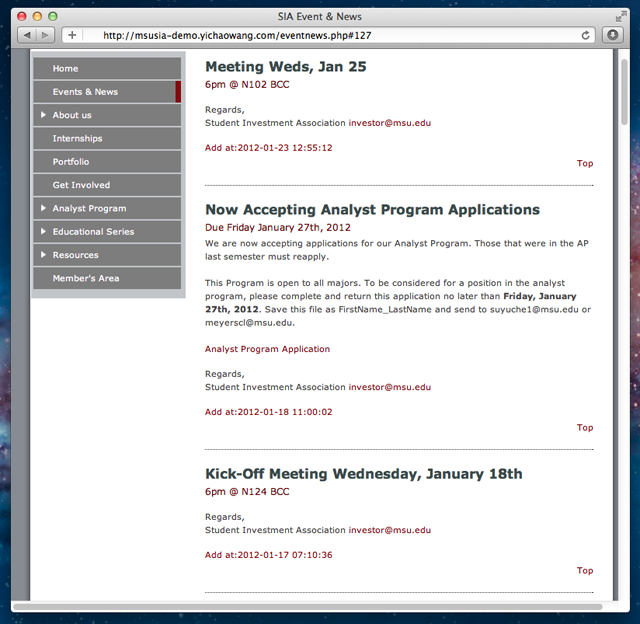 SIA Event & News
http://msusia-demo.yichaowang.com/eventnews.php#127
Home
Events & News
About us
Internships
Portfolio
Get Involved
Analyst Program
Educational Series
Resources
Member's Area
Meeting Weds, Jan 25
6pm @ N102 BCC
Regards,
Student Investment Association investor@msu.edu
Add at:2012-01-23 12:55:12
Top
Now Accepting Analyst Program Applications
Due Friday January 27th, 2012
We are now accepting applications for our Analyst Program. Those that were in the AP
last semester must reapply.
This Program is open to all majors. To be considered for a position in the analyst
program, please complete and return this application no later than Friday, January
27th, 2012. Save this file as FirstName_LastName and send to suyuche1@msu.edu or
meyerscl@msu.edu.
Analyst Program Application
Regards,
Student Investment Association investor@msu.edu
Add at:2012-01-18 11:00:02
Top
Kick-Off Meeting Wednesday, January 18th
6pm @ N124 BCC
Regards,
Student Investment Association investor@msu.edu
Add at:2012-01-17 07:10:36
Top